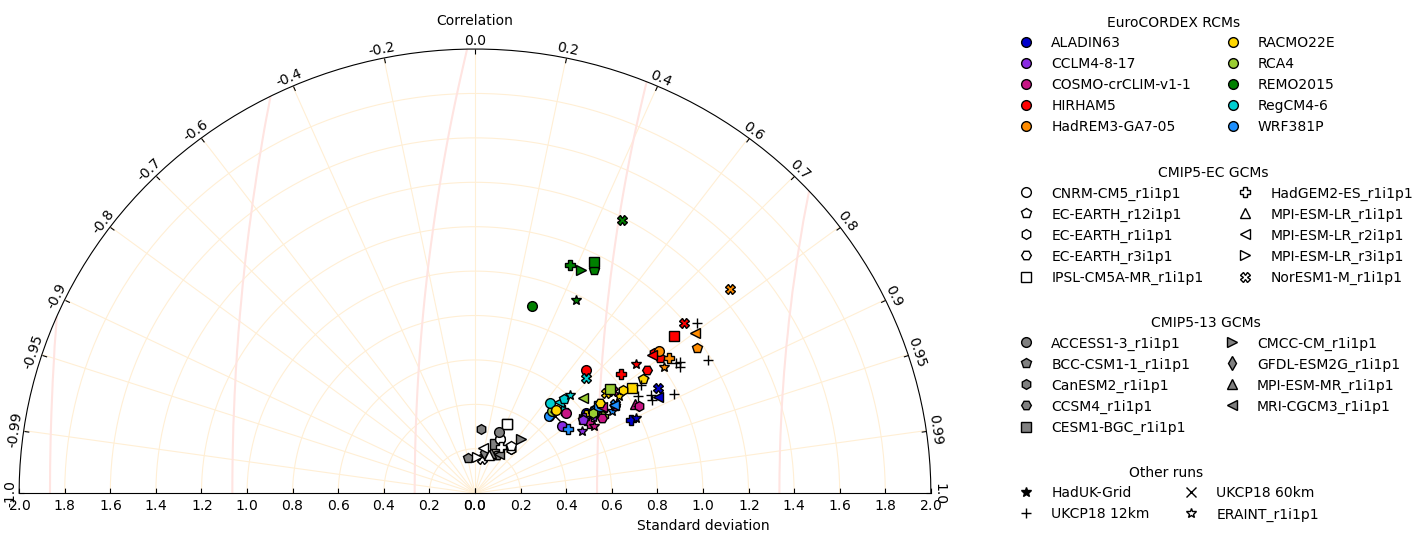 Correlation
0.0
-0.2 0.2
-0.4 0.4
-0.6 0.6
-0.7 0.7
-0.8 0.8
-0.9 0.9
-0.95 0.95
-0.99 0.99
1.0 1.0
2.0 1.8 1.6 1.4 1.2 1.0 0.8 0.6 0.4 0.2 0.0 0.2 0.4 0.6 0.8 1.0 1.2 1.4 1.6 1.8 2.0
Standard deviation
EuroCORDEX RCMs
ALADIN63 RACMO22E
CCLM4-8-17 RCA4
COSMO-crCLIM-v1-1 REMO2015
HIRHAM5 RegCM4-6
HadREM3-GA7-05 WRF381P
CMIP5-EC GCMs
CNRM-CM5_r1i1p1 HadGEM2-ES_r1i1p1
EC-EARTH_r12i1p1 MPI-ESM-LR_r1i1p1
EC-EARTH_r1i1p1 MPI-ESM-LR_r2i1p1
EC-EARTH_r3i1p1 MPI-ESM-LR_r3i1p1
IPSL-CM5A-MR_r1i1p1 NorESM1-M_r1i1p1
CMIP5-13 GCMs
ACCESS1-3_r1i1p1 CMCC-CM_r1i1p1
BCC-CSM1-1_r1i1p1 GFDL-ESM2G_r1i1p1
CanESM2_r1i1p1 MPI-ESM-MR_r1i1p1
CCSM4_r1i1p1 MRI-CGCM3_r1i1p1
CESM1-BGC_r1i1p1
Other runs
HadUK-Grid UKCP18 60km
UKCP18 12km ERAINT_r1i1p1